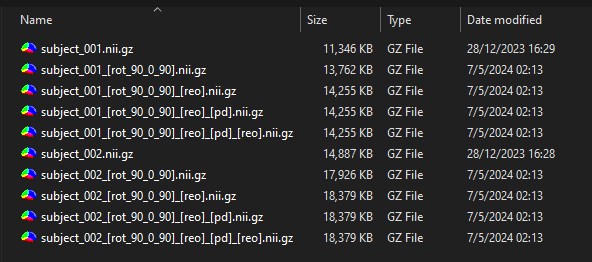 Name Size Type Date modified
subject_001.nii.gz 11,346 KB GZ File 28/12/2023 16:29
subject_001_[rot_90_0_90].nii.gz 13,762 KB GZ File 7/5/2024 02:13
subject_001_[rot_90_0_90]_[reo].nii.gz 14,255 KB GZ File 7/5/2024 02:13
subject_001_[rot_90_0_90]_[reo]_[pd].nii.gz 14,255 KB GZ File 7/5/2024 02:13
subject_001_[rot_90_0_90]_[reo]_[pd]_[reo].nii.gz 14,255 KB GZ File 7/5/2024 02:13
subject_002.nii.gz 14,887 KB GZ File 28/12/2023 16:28
subject_002_[rot_90_0_90].nii.gz 17,926 KB GZ File 7/5/2024 02:13
subject_002_[rot_90_0_90]_[reo].nii.gz 18,379 KB GZ File 7/5/2024 02:13
subject_002_[rot_90_0_90]_[reo]_[pd].nii.gz 18,379 KB GZ File 7/5/2024 02:13
subject_002_[rot_90_0_90]_[reo]_[pd]_[reo].nii.gz 18,379 KB GZ File 7/5/2024 02:13